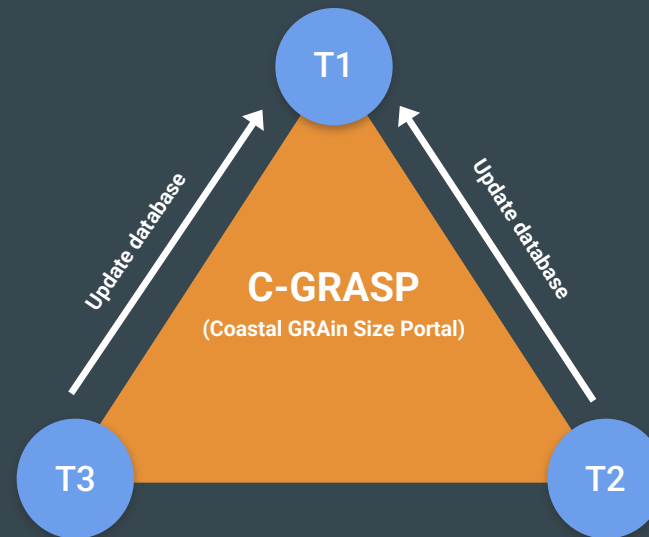 T1
Update database
Update database
C-GRASP
(Coastal GRAin Size Portal)
T3
T2